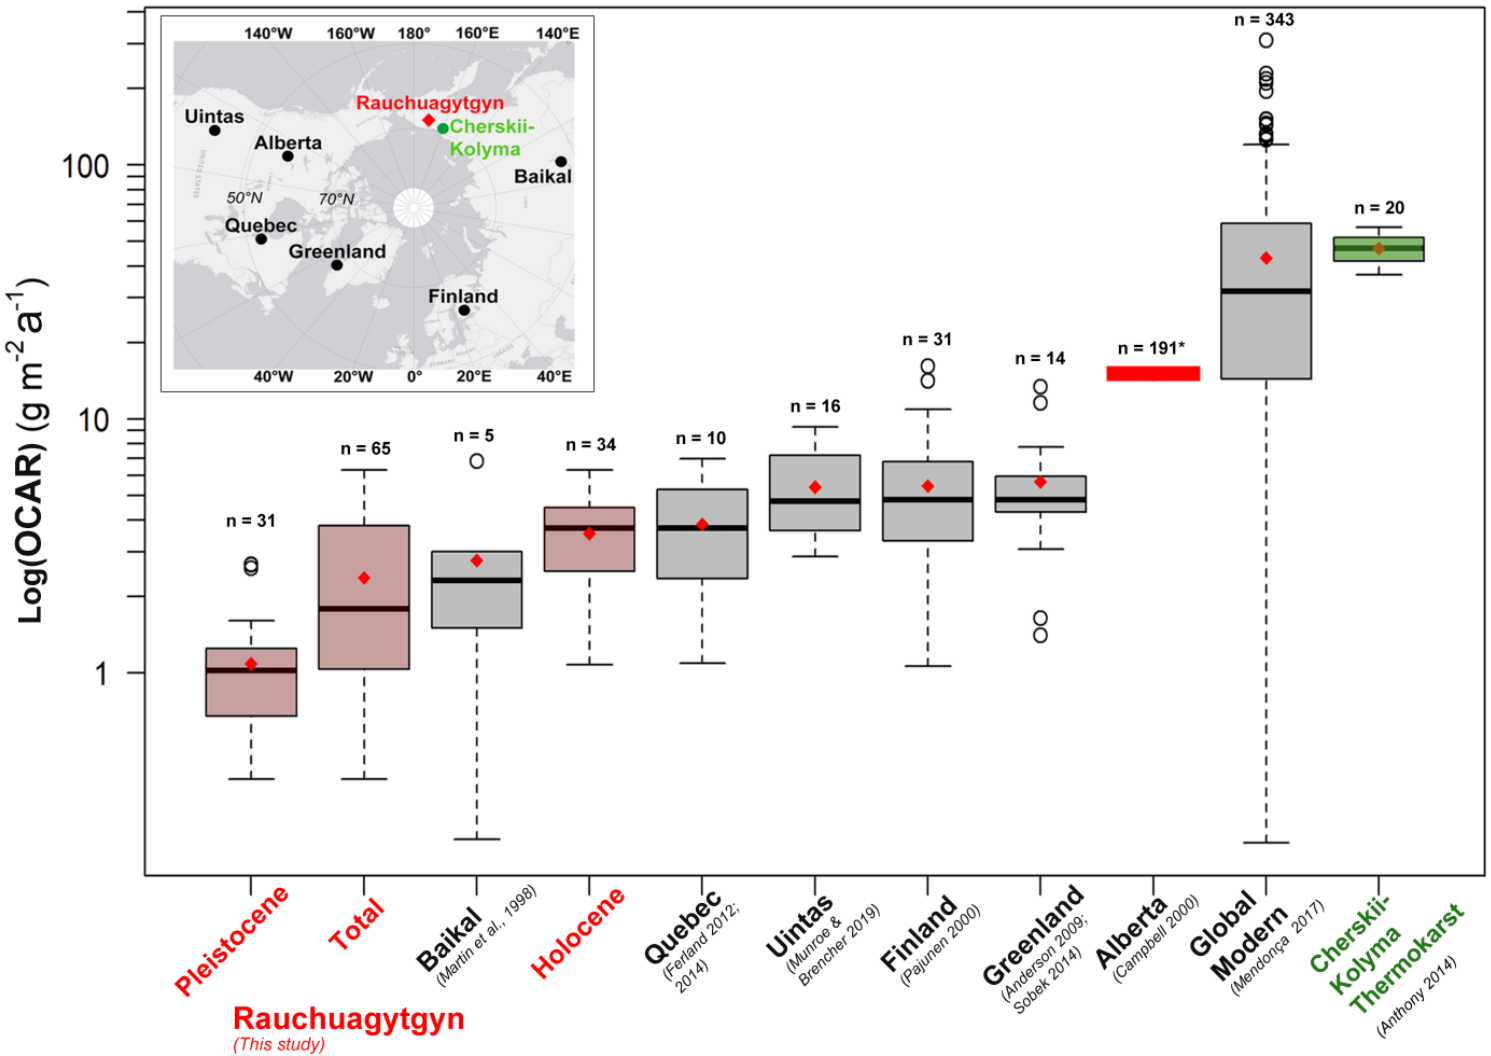 140°W 160°W 180° 160°E 140°E
Rauchuagytgyn
Cherskii-
Kolyma
Uintas
Alberta
Baikal
50°N 70°N
Quebec
Greenland
Finland
UNITED STATES
40°W 20°W 0° 20°E 40°E
Log(OCAR) (g m-2 a-1)
100
10
1
n = 31
n = 65
n = 5
n = 34
n = 10
n = 16
n = 31
n = 14
n = 191*
n = 343
n = 20
Pleistocene
Total
Baikal
(Martin et al., 1998)
Holocene
Quebec
(Ferland 2012;
2014)
Uintas
(Munroe &
Brencher 2019)
Finland
(Pajunen 2000)
Greenland
(Anderson 2009;
Sobek 2014)
Alberta
(Campbell 2000)
Global
Modern
(Mendonça 2017)
Cherskii-
Kolyma
Thermokarst
(Anthony 2014)
Rauchuagytgyn
(This study)